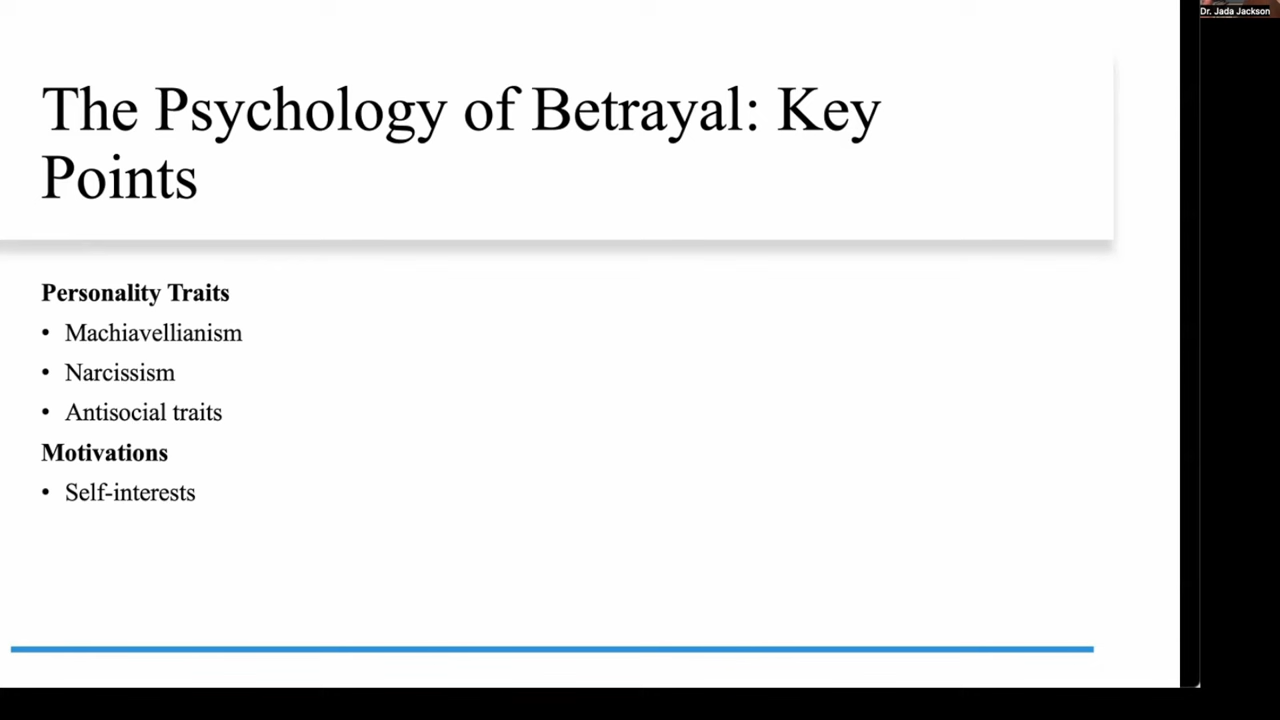 Dr. Jada Jackson
The Psychology of Betrayal: Key
Points
Personality Traits
• Machiavellianism
• Narcissism
• Antisocial traits
Motivations
• Self-interests